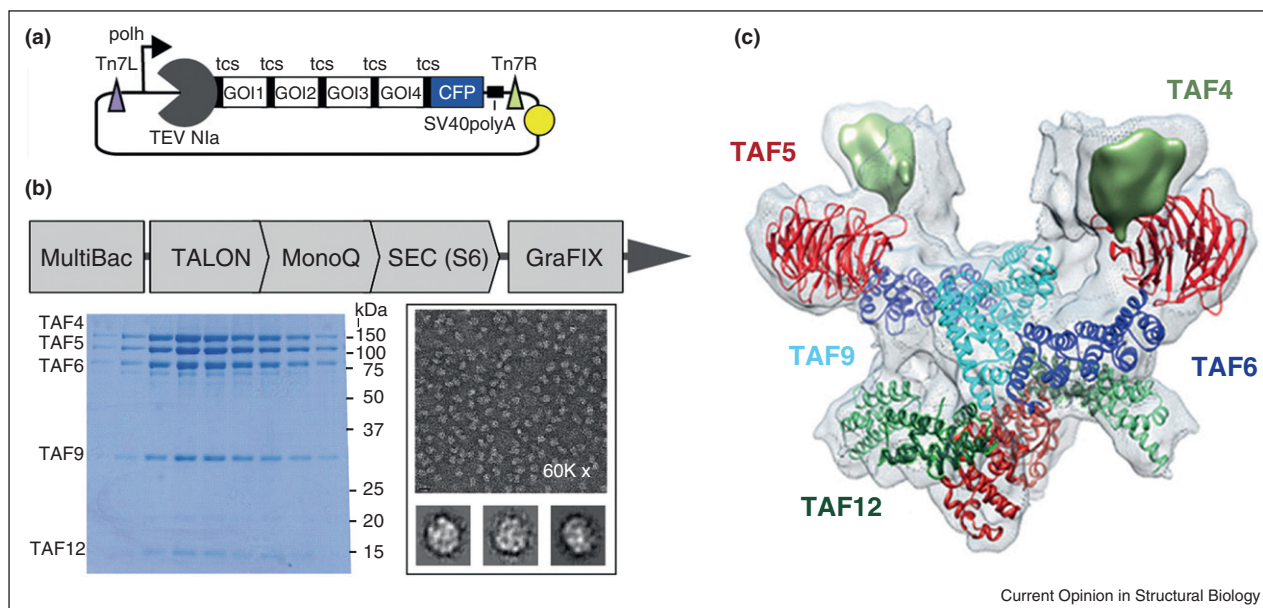 (a)
polh
Tn7L
tcs tcs tcs tcs tcs
Tn7R
GOI1 GOI2 GOI3 GOI4 CFP
SV40polyA
TEV NIa
(b)
MultiBac TALON MonoQ SEC (S6) GraFIX
kDa
TAF4
150
TAF5
100
TAF6
75
50
37
TAF9
25
20
TAF12
15
60K x
(c)
TAF4
TAF5
TAF9
TAF6
TAF12
Current Opinion in Structural Biology